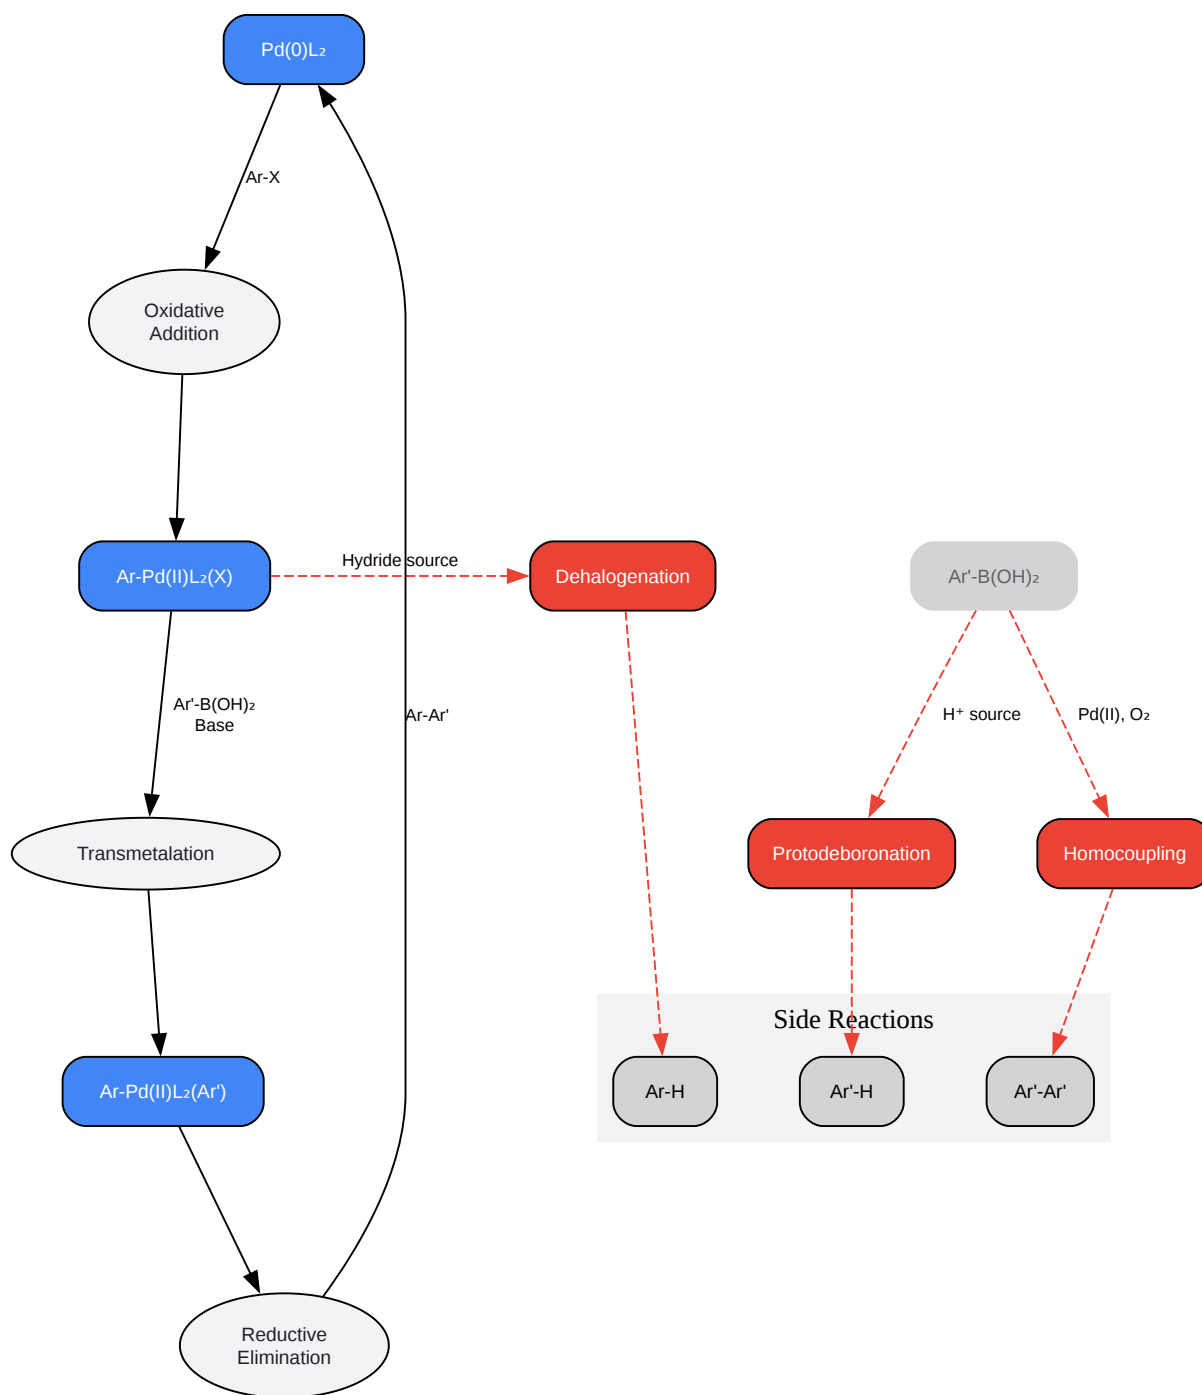 Pd(0)L₂
Ar-X
Oxidative
Addition
Ar-Pd(II)L₂(X)
Hydride source
Dehalogenation
Ar'-B(OH)₂
Ar'-B(OH)₂
Base
Ar-Ar'
H⁺ source
Pd(II), O₂
Transmetalation
Protodeboronation
Homocoupling
Side Reactions
Ar-Pd(II)L₂(Ar')
Ar-H
Ar'-H
Ar'-Ar'
Reductive
Elimination